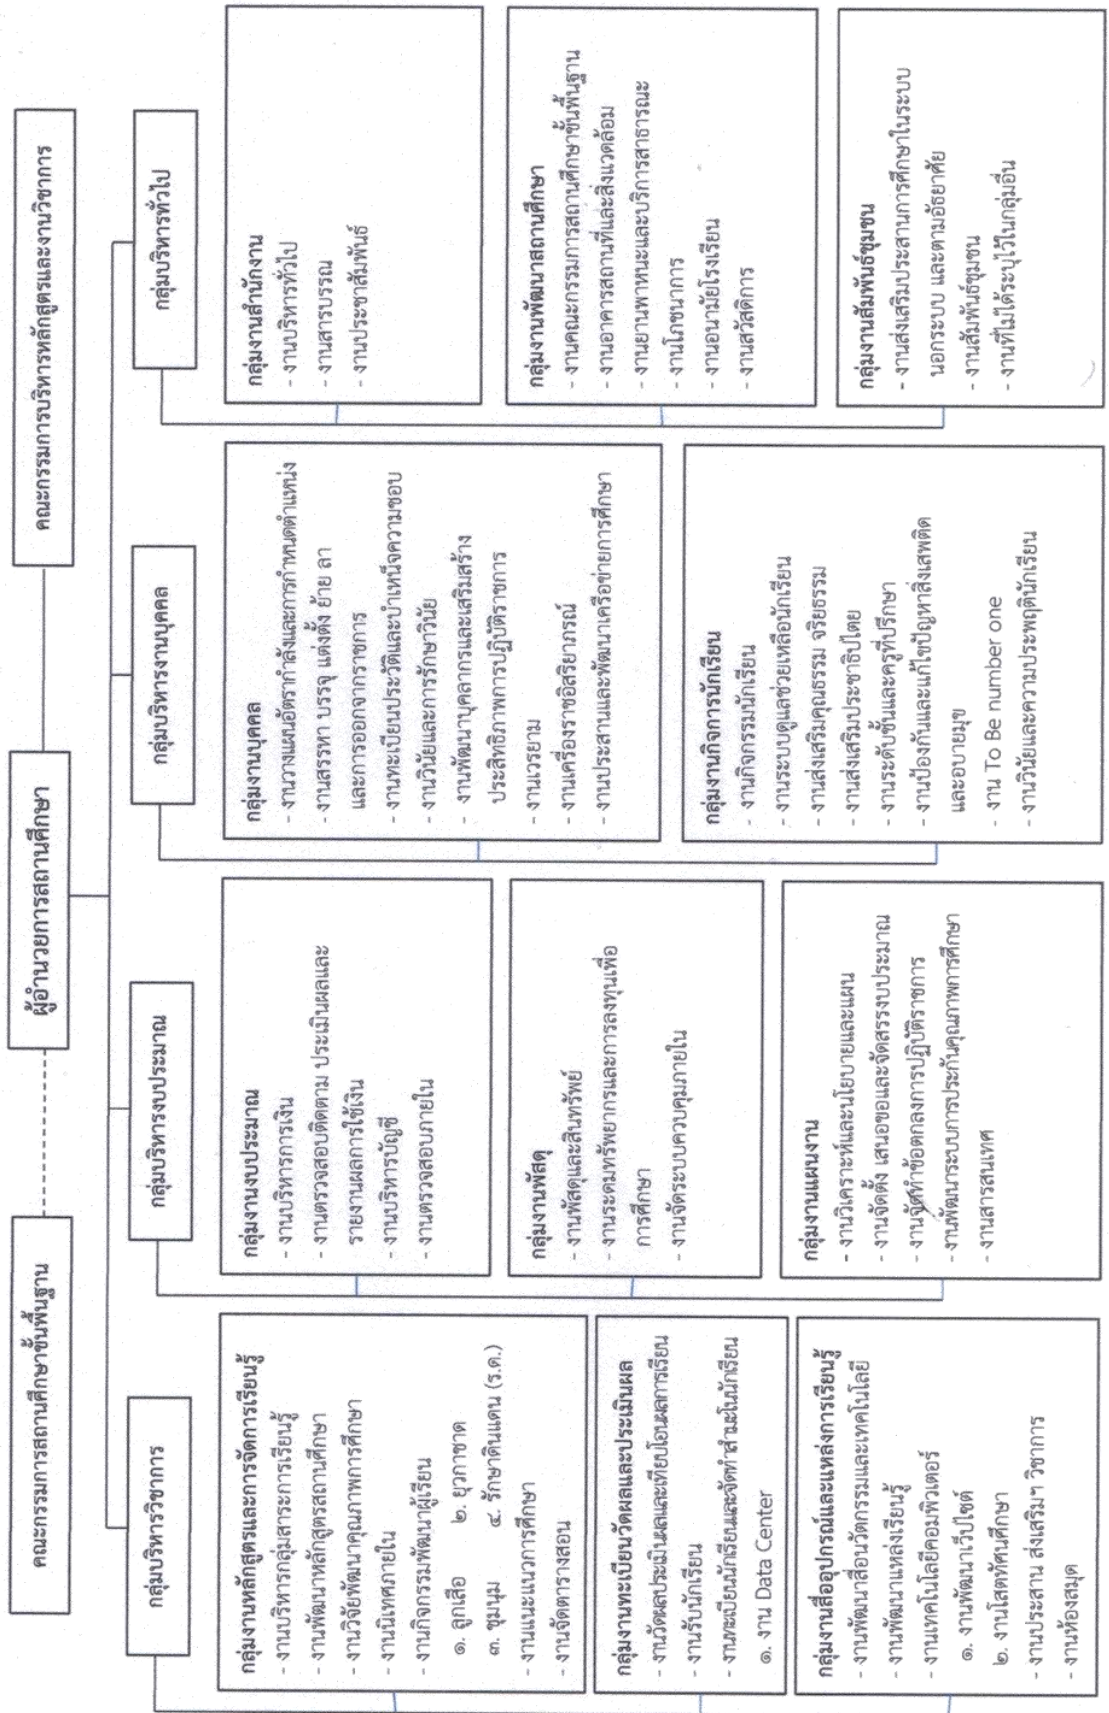 คณะกรรมการสถานศึกษาขั้นพื้นฐาน
ผู้อำนวยการสถานศึกษา
คณะกรรมการบริหารหลักสูตรและงานวิชาการ
กลุ่มบริหารวิชาการ
กลุ่มบริหารงบประมาณ
กลุ่มบริหารงานบุคคล
กลุ่มบริหารทั่วไป
กลุ่มงานหลักสูตรและการจัดการเรียนรู้
- งานบริหารกลุ่มสาระการเรียนรู้
- งานพัฒนาหลักสูตรสถานศึกษา
- งานวิจัยพัฒนาคุณภาพการศึกษา
- งานนิเทศภายใน
- งานกิจกรรมพัฒนาผู้เรียน
๑. ลูกเสือ ๒. ยุวกาชาด
๓. ชุมนุม ๔. รักษาดินแดน (ร.ด.)
- งานแนะแนวการศึกษา
- งานจัดตารางสอน
กลุ่มงานทะเบียนวัดผลและประเมินผล
- งานวัดผลประเมินผลและเทียบโอนผลการเรียน
- งานรับนักเรียน
- งานทะเบียนนักเรียนและจัดทำสำมะโนนักเรียน
๑. งาน Data Center
กลุ่มงานสื่ออุปกรณ์และแหล่งการเรียนรู้
- งานพัฒนาสื่อนวัตกรรมและเทคโนโลยี
- งานพัฒนาแหล่งเรียนรู้
- งานเทคโนโลยีคอมพิวเตอร์
๑. งานพัฒนาเว็ปไซต์
๒. งานโสตทัศนศึกษา
- งานประสาน ส่งเสริมฯ วิชาการ
- งานห้องสมุด
กลุ่มงานงบประมาณ
- งานบริหารการเงิน
- งานตรวจสอบติดตาม ประเมินผลและ
รายงานผลการใช้เงิน
- งานบริหารบัญชี
- งานตรวจสอบภายใน
กลุ่มงานพัสดุ
- งานพัสดุและสินทรัพย์
- งานระดมทรัพยากรและการลงทุนเพื่อ
การศึกษา
- งานจัดระบบควบคุมภายใน
กลุ่มงานแผนงาน
- งานวิเคราะห์และนโยบายและแผน
- งานจัดตั้ง เสนอขอและจัดสรรงบประมาณ
- งานจัดทำข้อตกลงการปฏิบัติราชการ
- งานพัฒนาระบบการประกันคุณภาพการศึกษา
- งานสารสนเทศ
กลุ่มงานบุคคล
- งานวางแผนอัตรากำลังและการกำหนดตำแหน่ง
- งานสรรหา บรรจุ แต่งตั้ง ย้าย ลา
และการออกจากราชการ
- งานทะเบียนประวัติและบำเหน็จความชอบ
- งานวินัยและการรักษาวินัย
- งานพัฒนาบุคลากรและเสริมสร้าง
ประสิทธิภาพการปฏิบัติราชการ
- งานเวรยาม
- งานเครื่องราชอิสริยาภรณ์
- งานประสานและพัฒนาเครือข่ายการศึกษา
กลุ่มงานกิจการนักเรียน
- งานกิจกรรมนักเรียน
- งานระบบดูแลช่วยเหลือนักเรียน
- งานส่งเสริมคุณธรรม จริยธรรม
- งานส่งเสริมประชาธิปไตย
- งานระดับชั้นและครูที่ปรึกษา
- งานป้องกันและแก้ไขปัญหาสิ่งเสพติด
และอบายมุข
- งาน To Be number one
- งานวินัยและความประพฤตินักเรียน
กลุ่มงานสำนักงาน
- งานบริหารทั่วไป
- งานสารบรรณ
- งานประชาสัมพันธ์
กลุ่มงานพัฒนาสถานศึกษา
- งานคณะกรรมการสถานศึกษาขั้นพื้นฐาน
- งานอาคารสถานที่และสิ่งแวดล้อม
- งานยานพาหนะและบริการสาธารณะ
- งานโภชนาการ
- งานอนามัยโรงเรียน
- งานสวัสดิการ
กลุ่มงานสัมพันธ์ชุมชน
- งานส่งเสริมประสานการศึกษาในระบบ
นอกระบบ และตามอัธยาศัย
- งานสัมพันธ์ชุมชน
- งานที่ไม่ได้ระบุไว้ในกลุ่มอื่น